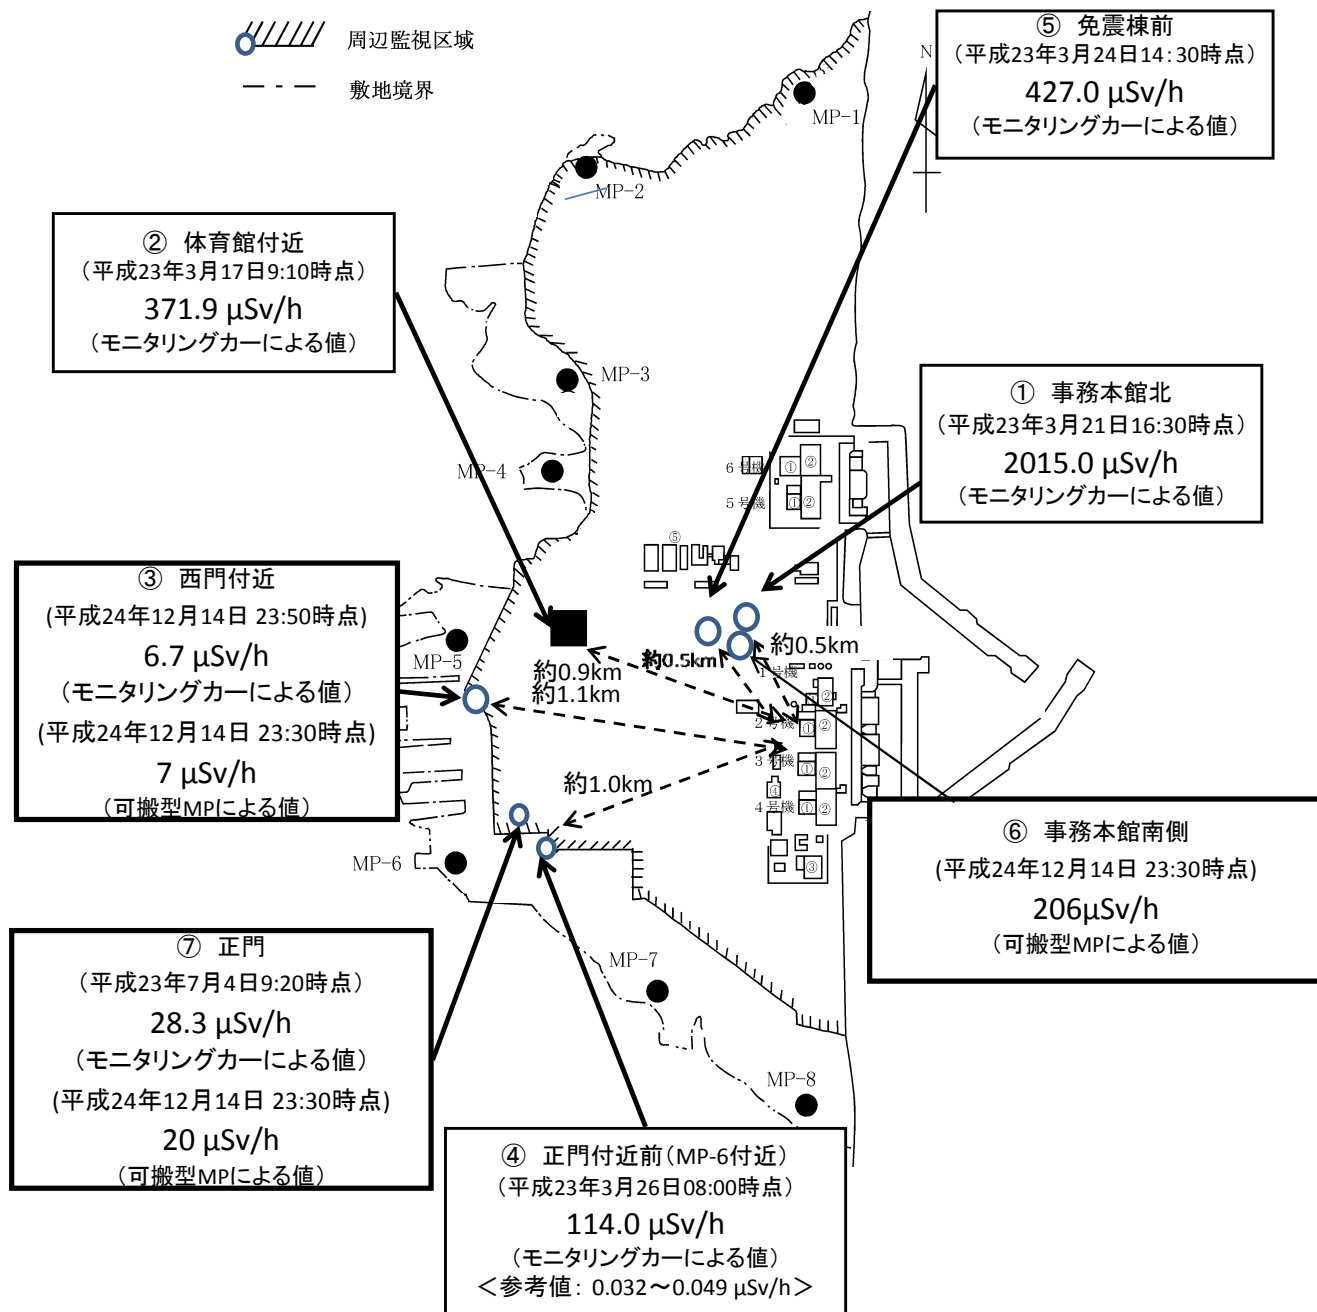 周辺監視区域
敷地境界
⑤ 免震棟前
(平成23年3月24日14:30時点)
427.0 μSv/h
(モニタリングカーによる値)
N
MP-1
MP-2
② 体育館付近
(平成23年3月17日9:10時点)
371.9 μSv/h
(モニタリングカーによる値)
MP-3
① 事務本館北
(平成23年3月21日16:30時点)
2015.0 μSv/h
(モニタリングカーによる値)
MP-4
6号機
① ②
5号機
① ②
⑤
③ 西門付近
(平成24年12月14日 23:50時点)
6.7 μSv/h
(モニタリングカーによる値)
(平成24年12月14日 23:30時点)
7 μSv/h
(可搬型MPによる値)
MP-5
約0.9km
約1.1km
約0.5km
約0.5km
1号機
②
2号機
① ②
3号機
① ②
約1.0km
④
4号機
① ②
③
MP-6
⑥ 事務本館南側
(平成24年12月14日 23:30時点)
206μSv/h
(可搬型MPによる値)
⑦ 正門
(平成23年7月4日9:20時点)
28.3 μSv/h
(モニタリングカーによる値)
(平成24年12月14日 23:30時点)
20 μSv/h
(可搬型MPによる値)
MP-7
MP-8
④ 正門付近前(MP-6付近)
(平成23年3月26日08:00時点)
114.0 μSv/h
(モニタリングカーによる値)
<参考値: 0.032～0.049 μSv/h>